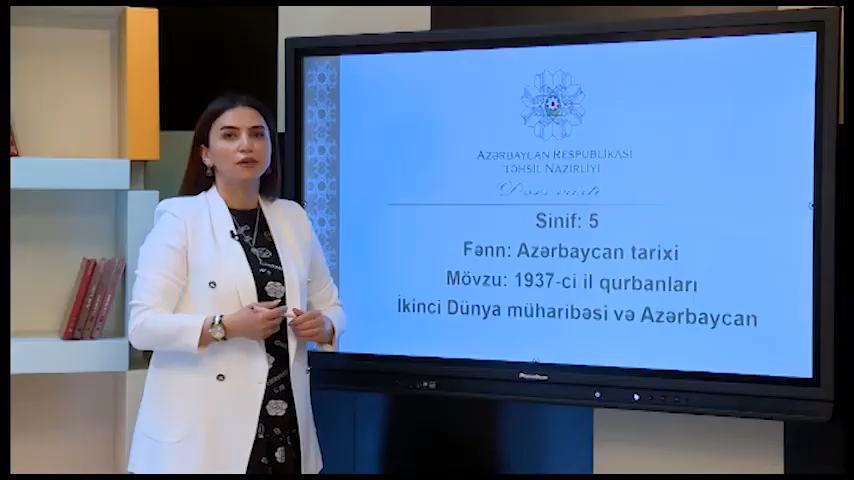 AZƏRBAYCAN RESPUBLİKASI
TƏHSİL NAZİRLİYİ
Dərs vaxtı
Sinif: 5
Fənn: Azərbaycan tarixi
Mövzu: 1937-ci il qurbanları
İkinci Dünya müharibəsi və Azərbaycan